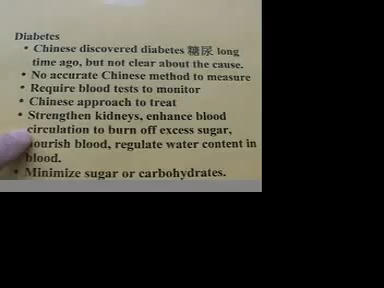 Diabetes
• Chinese discovered diabetes 糖尿 long
time ago, but not clear about the cause.
• No accurate Chinese method to measure
• Require blood tests to monitor
• Chinese approach to treat
• Strengthen kidneys, enhance blood
circulation to burn off excess sugar,
nourish blood, regulate water content in
blood.
• Minimize sugar or carbohydrates.